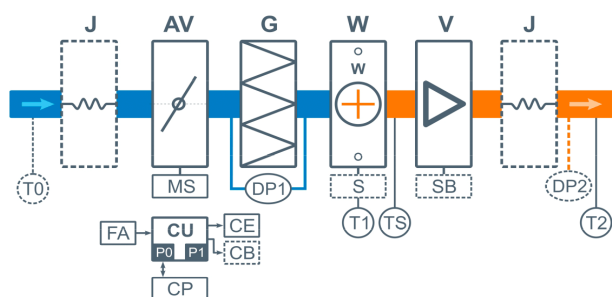 J AV G W V J
W
T0 MS DP1 S SB DP2
T1 TS T2
FA CU CE
P0 P1 CB
CP